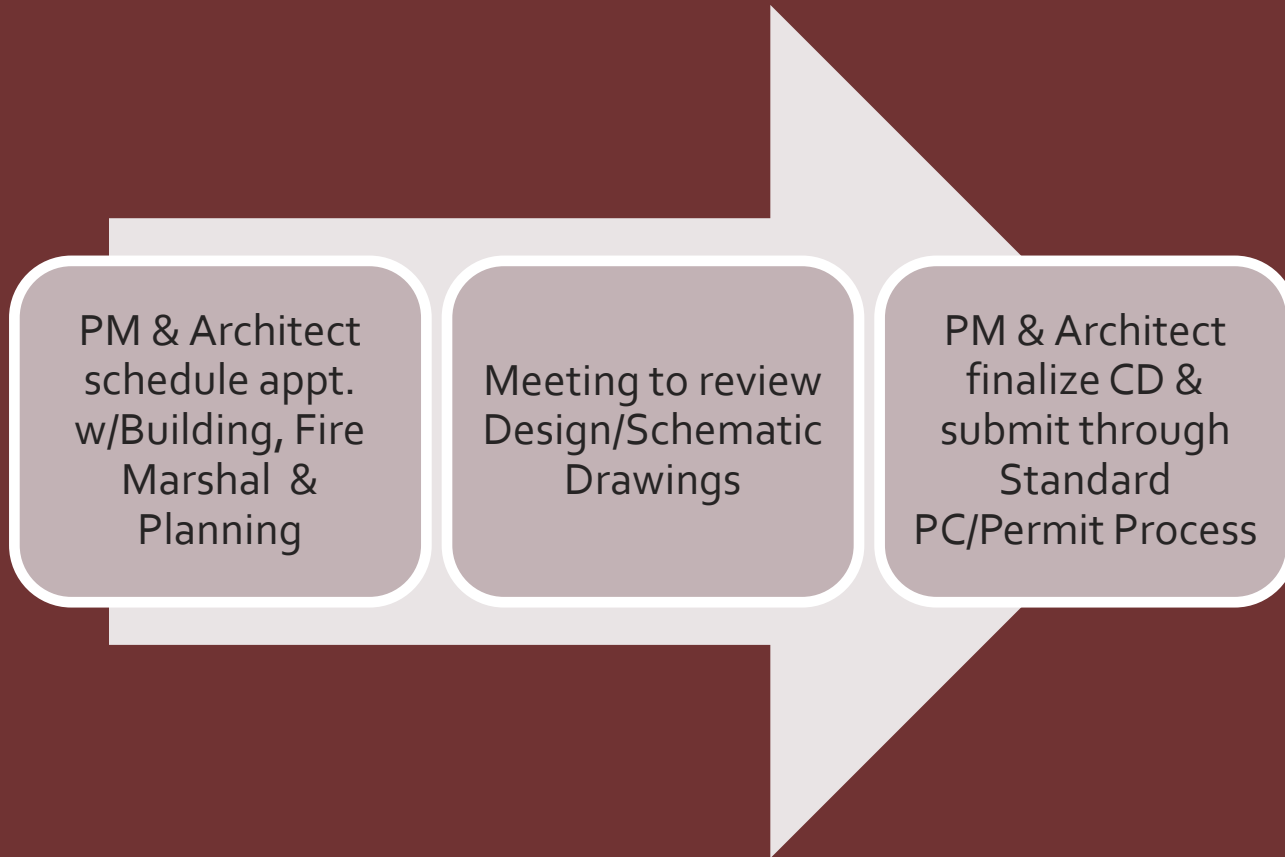 PM & Architect
schedule appt.
w/Building, Fire
Marshal & 
Planning
Meeting to review
Design/Schematic
Drawings
PM & Architect
finalize CD &
submit through
Standard
PC/Permit Process